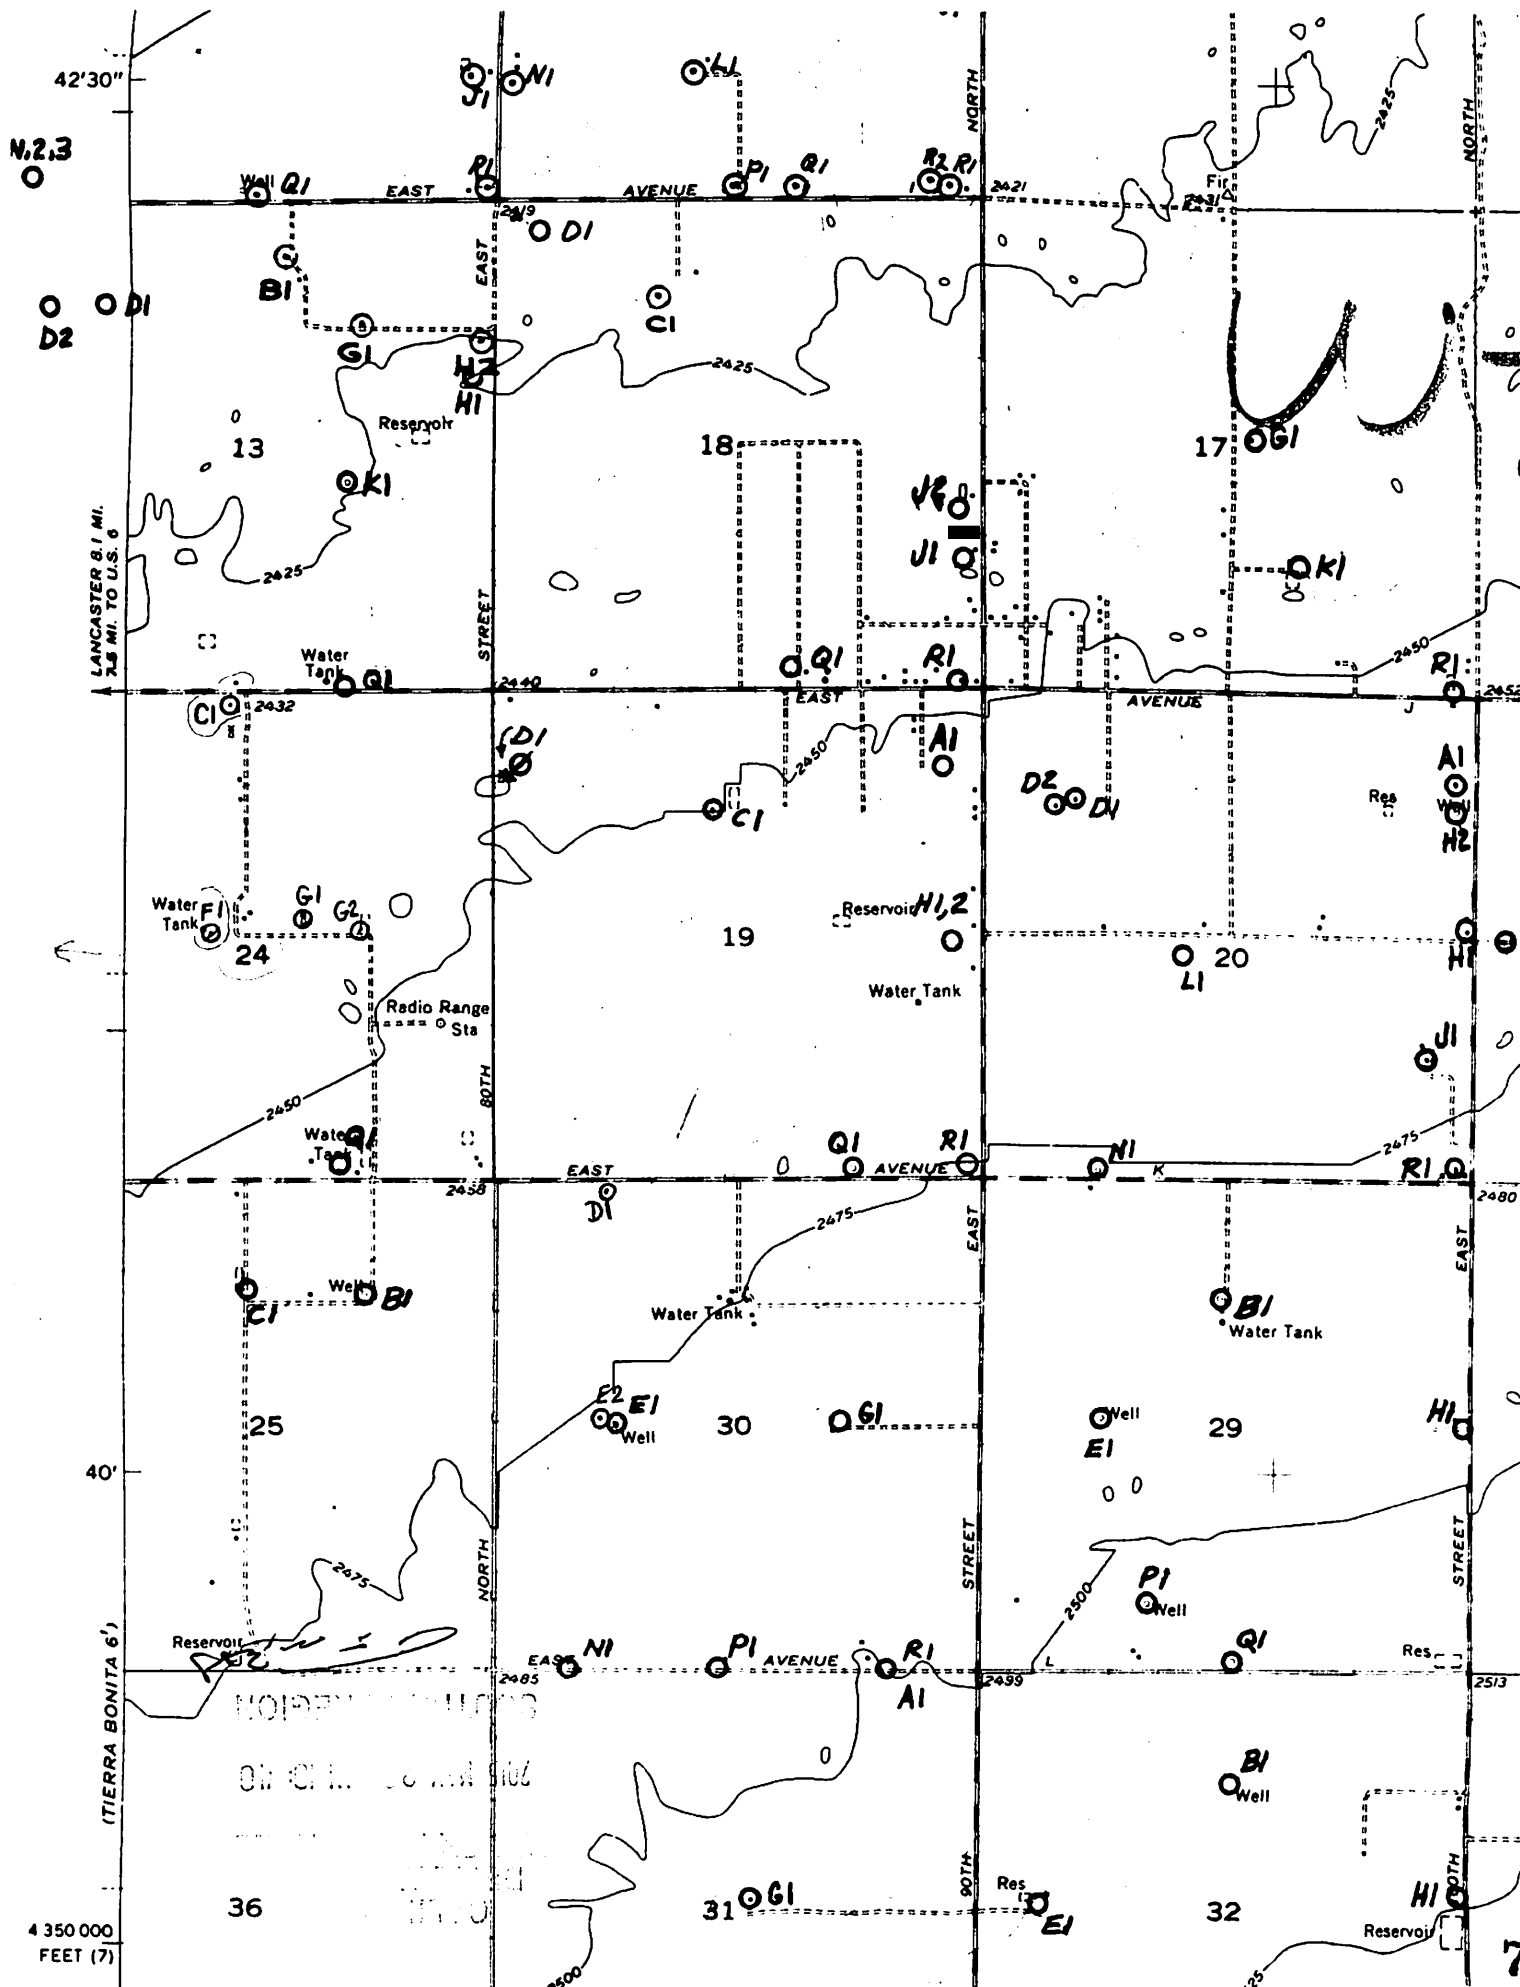 42'30"
J1
N1
L1
NORTH
2425
NORTH
N,2,3
Well
Q1
EAST
R1
AVENUE
P1
Q1
R2
R1
2421
2431
2419
D1
EAST
B1
D2
D1
G1
C1
H2
H1
2425
Reservoir
13
18
17
G1
K1
J2
J1
K1
2425
LANCASTER 8.1 MI.
STREET
2450
Water
Tank
Q1
Q1
R1
R1
2440
EAST
AVENUE
J
2452
C1
2432
D1
2450
A1
A1
D2
D1
Res
H2
C1
Water
Tank
F1
G1
G2
Reservoir
H1,2
24
19
20
H1
L1
Water Tank
Radio Range
Sta
J1
80TH
2450
Water
Tank
Q1
Q1
R1
N1
2475
EAST
AVENUE
K
R1
2458
D1
2475
EAST
2480
EAST
C1
Well
B1
Water Tank
B1
Water Tank
E2
E1
Well
G1
Well
E1
H1
25
30
29
40'
2475
NORTH
STREET
2500
P1
Well
STREET
Reservoir
N1
P1
R1
Q1
Res
EAST
AVENUE
L
2485
A1
2499
2513
(TIERRA BONITA 6')
B1
Well
90TH
G1
Res
E1
H1
36
31
32
Reservoir
4 350 000
FEET (7)
2500
7